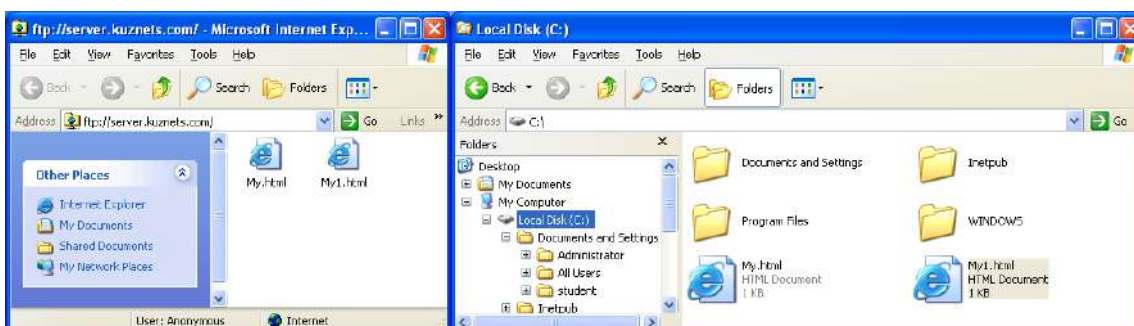 ftp://server.kuznets.com/ - Microsoft Internet Exp...
File Edit View Favorites Tools Help
Back Search Folders
Address ftp://server.kuznets.com/ Go Links »
Other Places
Internet Explorer
My Documents
Shared Documents
My Network Places
My.html My1.html
User: Anonymous Internet
Local Disk (C:)
File Edit View Favorites Tools Help
Back Search Folders
Address C:\ Go
Folders
Desktop
My Documents
My Computer
Local Disk (C:)
Documents and Settings
Administrator
All Users
student
Inetpub
Documents and Settings Inetpub
Program Files WINDOWS
My.html My1.html
HTML Document HTML Document
1 KB 1 KB